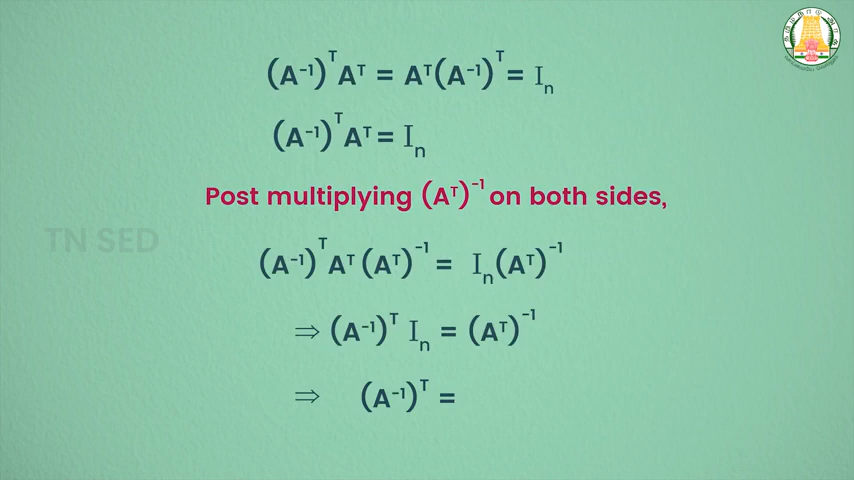 (A⁻¹)ᵀAᵀ = Aᵀ(A⁻¹)ᵀ= Iₙ
(A⁻¹)ᵀAᵀ= Iₙ
Post multiplying (Aᵀ)⁻¹ on both sides,
TN SED
(A⁻¹)ᵀAᵀ(Aᵀ)⁻¹ = Iₙ(Aᵀ)⁻¹
⇒ (A⁻¹)ᵀ Iₙ = (Aᵀ)⁻¹
⇒ (A⁻¹)ᵀ =